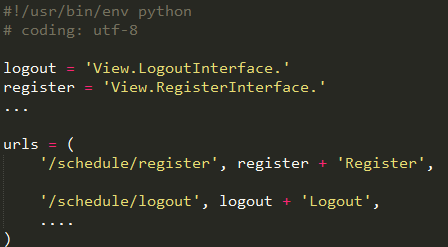 #!/usr/bin/env python
# coding: utf-8
logout = 'View.LogoutInterface.'
register = 'View.RegisterInterface.'
...
urls = (
    '/schedule/register', register + 'Register',
    '/schedule/logout', logout + 'Logout',
    ....
)